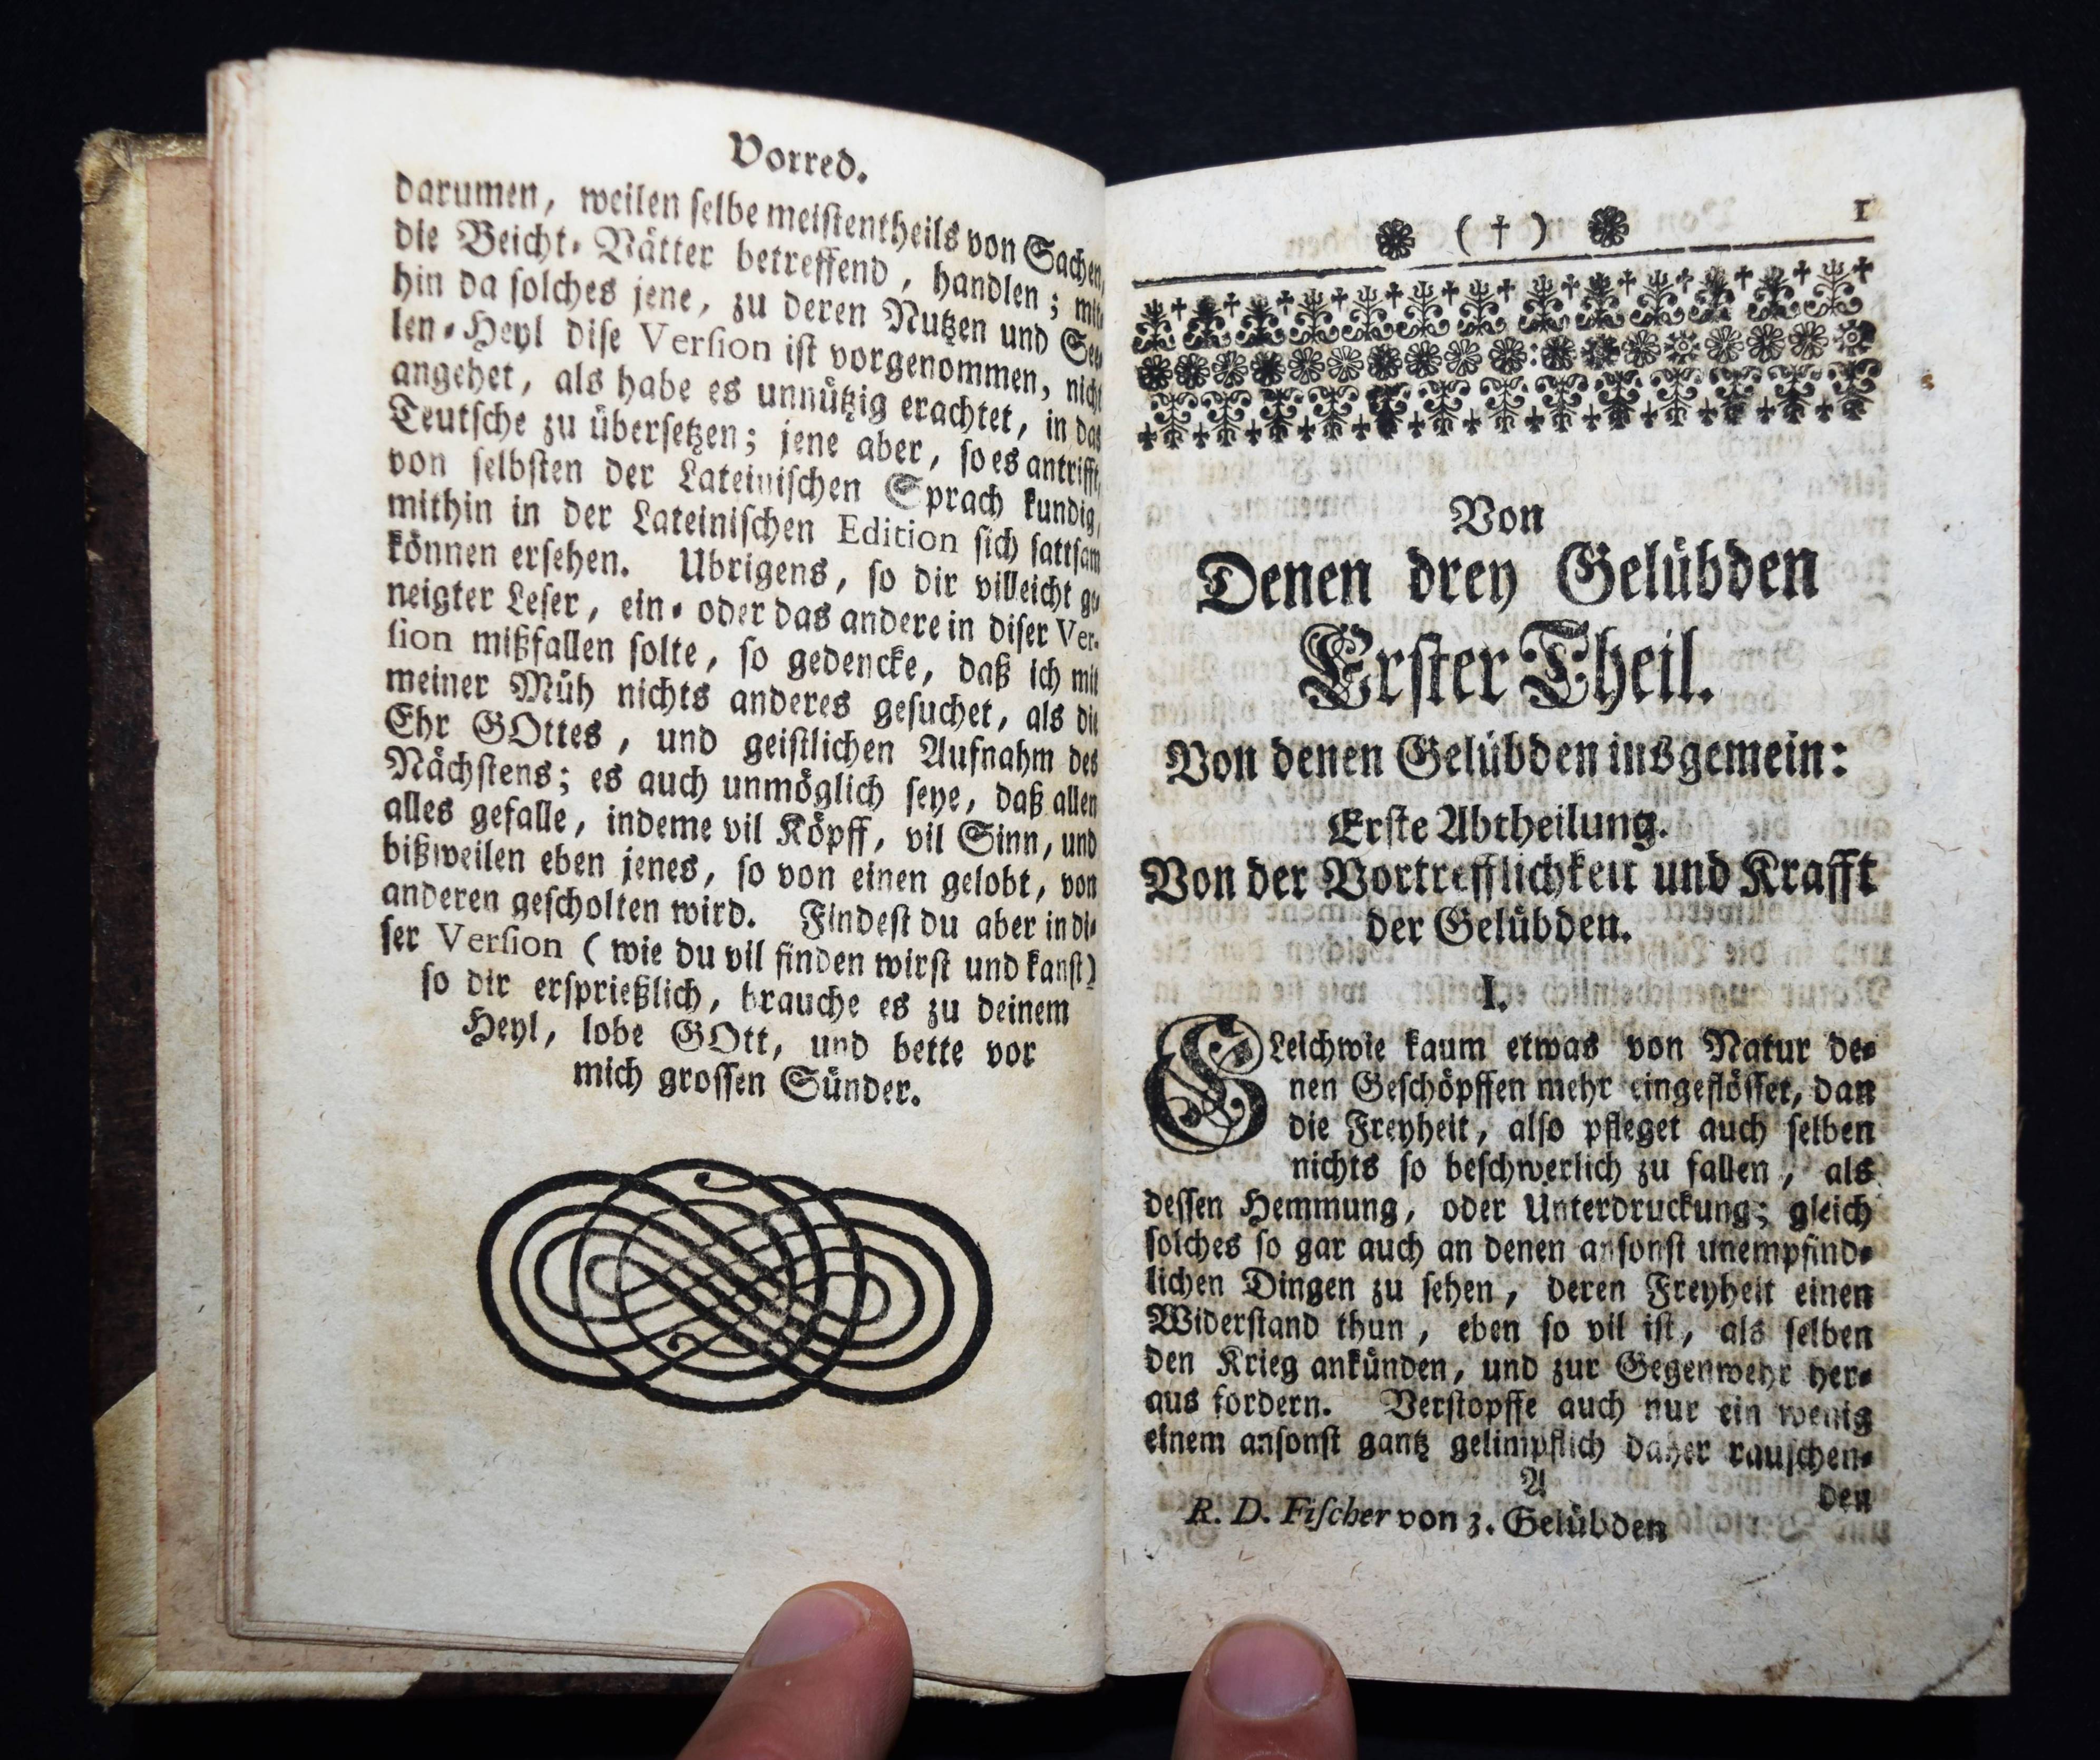 Vorred.
darumen, weilen selbe meistentheils von Sachen,
die Beicht-Vätter betreffend, handlen; mit-
hin da solches jene, zu deren Nutzen und See-
len-Heyl dise Version ist vorgenommen, nicht
angehet, als habe es unnützig erachtet, in das
Teutsche zu übersetzen; jene aber, so es antrifft,
von selbsten der Lateinischen Sprach kundig,
mithin in der Lateinischen Edition sich sattsam
können ersehen. Ubrigens, so dir villeicht ge-
neigter Leser, ein- oder das andere in diser Ver-
sion mißfallen solte, so gedencke, daß ich mit
meiner Müh nichts anderes gesuchet, als die
Ehr GOttes, und geistlichen Aufnahm des
Nächstens; es auch unmöglich seye, daß allen
alles gefalle, indeme vil Köpff, vil Sinn, und
bißweilen eben jenes, so von einen gelobt, von
anderen gescholten wird. Findest du aber in di-
ser Version (wie du vil finden wirst und kanst)
so dir ersprießlich, brauche es zu deinem
Heyl, lobe GOtt, und bette vor
mich grossen Sünder.
(†) 1
Von
Denen drey Gelübden
Erster Theil.
Von denen Gelübden insgemein:
Erste Abtheilung.
Von der Vortrefflichkeit und Krafft
der Gelübden.
I.
GLeichwie kaum etwas von Natur de-
nen Geschöpffen mehr eingeflösset, dan
die Freyheit, also pfleget auch selben
nichts so beschwerlich zu fallen, als
dessen Hemmung, oder Unterdruckung; gleich
solches so gar auch an denen ansonst unempfind-
lichen Dingen zu sehen, deren Freyheit einen
Widerstand thun, eben so vil ist, als selben
den Krieg ankünden, und zur Gegenwehr her-
aus fordern. Verstopffe auch nur ein wenig
einem ansonst gantz gelimpflich daher rauschen-
A
den
R. D. Fischer von 3. Gelübden